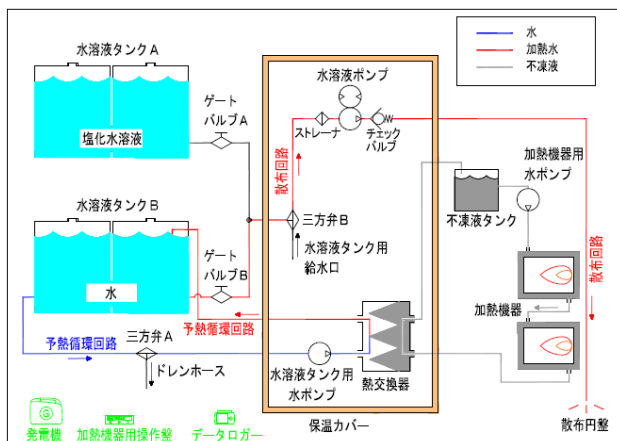 水溶液タンクA
塩化水溶液
ゲート
バルブA
水溶液タンクB
水
ゲート
バルブB
予熱循環回路
予熱循環回路
三方弁A
ドレンホース
水溶液ポンプ
ストレーナ
チェック
バルブ
散布回路
三方弁B
水溶液タンク用
給水口
水溶液タンク用
水ポンプ
熱交換器
保温カバー
水
加熱水
不凍液
加熱機器用
水ポンプ
不凍液タンク
加熱機器
散布回路
散布円盤
発電機
加熱機器用操作盤
データロガー
G